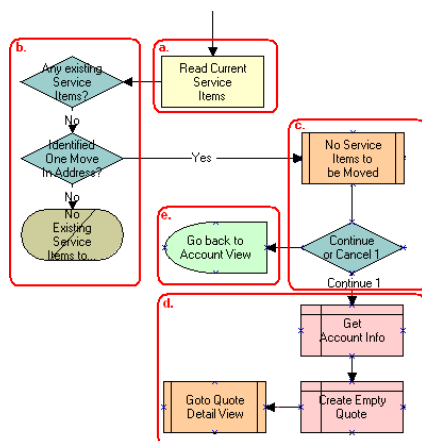 b.
Any existing
Service
Items?
No
Identified
One Move
In Address?
No
No
Existing
Service
Items to...
a.
Read Current
Service
Items
Yes
c.
No Service
Items to
be Moved
Continue
or Cancel 1
Continue 1
e.
Go back to
Account View
d.
Get
Account Info
Create Empty
Quote
Goto Quote
Detail View